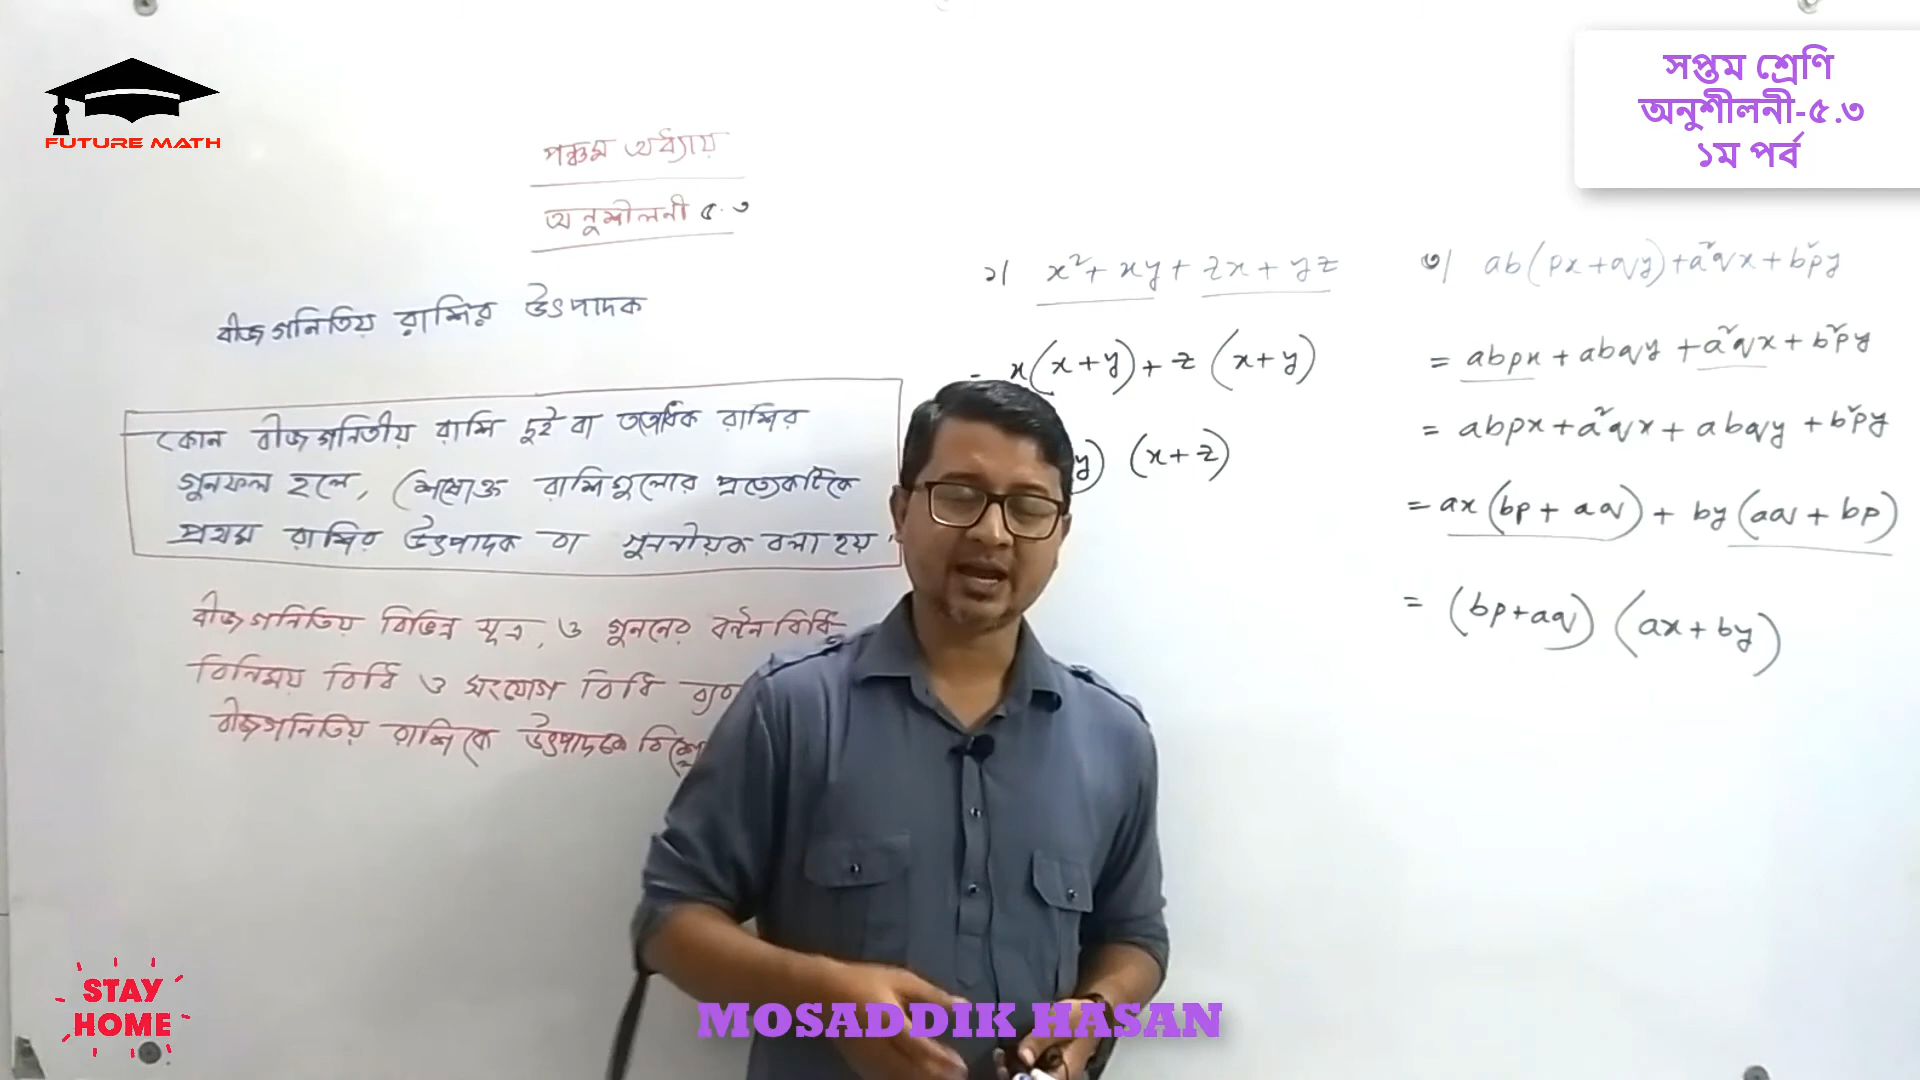 FUTURE MATH
সপ্তম শ্রেণি
অনুশীলনী-৫.৩
১ম পর্ব
পঞ্চম অধ্যায়
অনুশীলনী ৫.৩
বীজগনিতিয় রাশির উৎপাদক
কোন বীজগনিতীয় রাশি দুই বা ততোধিক রাশির
গুনফল হলে, শেষোক্ত রাশিগুলোর প্রত্যেকটিকে
প্রথম রাশির উৎপাদক বা গুননীয়ক বলা হয়।
বীজগনিতিয় বিভিন্ন সূত্র, ও গুননের বণ্টন বিধি,
বিনিময় বিধি ও সংযোগ বিধি
বীজগনিতিয় রাশিকে উৎপাদকে
১। x² + xy + zx + yz
= x(x+y) + z(x+y)
y) (x+z)
৩। ab(px+qy)+a²qx+b²py
= abpx + abqy + a²qx + b²py
= abpx + a²qx + abqy + b²py
= ax(bp + aq) + by(aq + bp)
= (bp+aq) (ax+by)
STAY
HOME
MOSADDIK HASAN